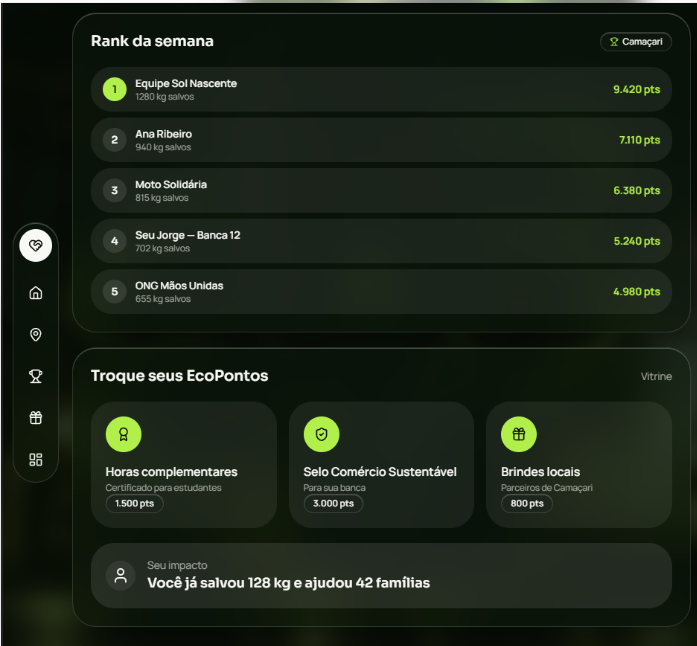 Rank da semana
Camaçari
1
Equipe Sol Nascente
1280 kg salvos
9.420 pts
2
Ana Ribeiro
940 kg salvos
7.110 pts
3
Moto Solidária
815 kg salvos
6.380 pts
4
Seu Jorge — Banca 12
702 kg salvos
5.240 pts
5
ONG Mãos Unidas
655 kg salvos
4.980 pts
Troque seus EcoPontos
Vitrine
Horas complementares
Certificado para estudantes
1.500 pts
Selo Comércio Sustentável
Para sua banca
3.000 pts
Brindes locais
Parceiros de Camaçari
800 pts
Seu impacto
Você já salvou 128 kg e ajudou 42 famílias